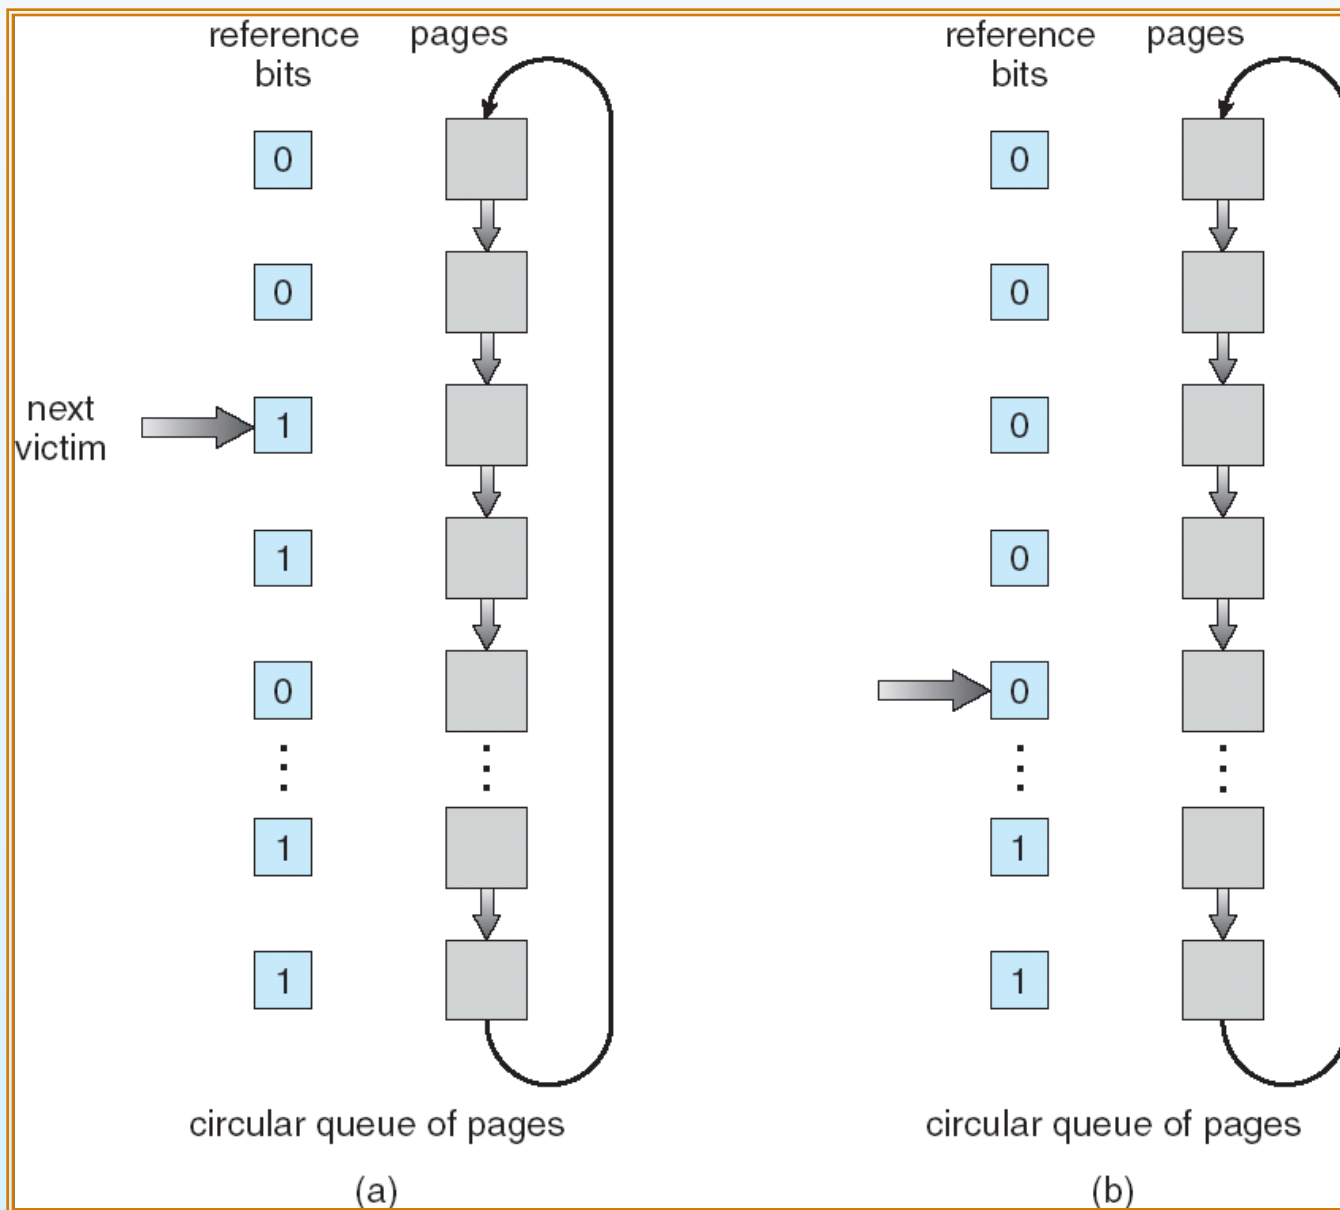 reference
bits
pages
0
0
next
victim
1
1
0
1
1
circular queue of pages
(a)
reference
bits
pages
0
0
0
0
0
1
1
circular queue of pages
(b)